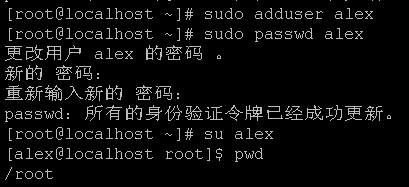 [root@localhost ~]# sudo adduser alex
[root@localhost ~]# sudo passwd alex
更改用户 alex 的密码 。
新的 密码：
重新输入新的 密码：
passwd：所有的身份验证令牌已经成功更新。
[root@localhost ~]# su alex
[alex@localhost root]$ pwd
/root